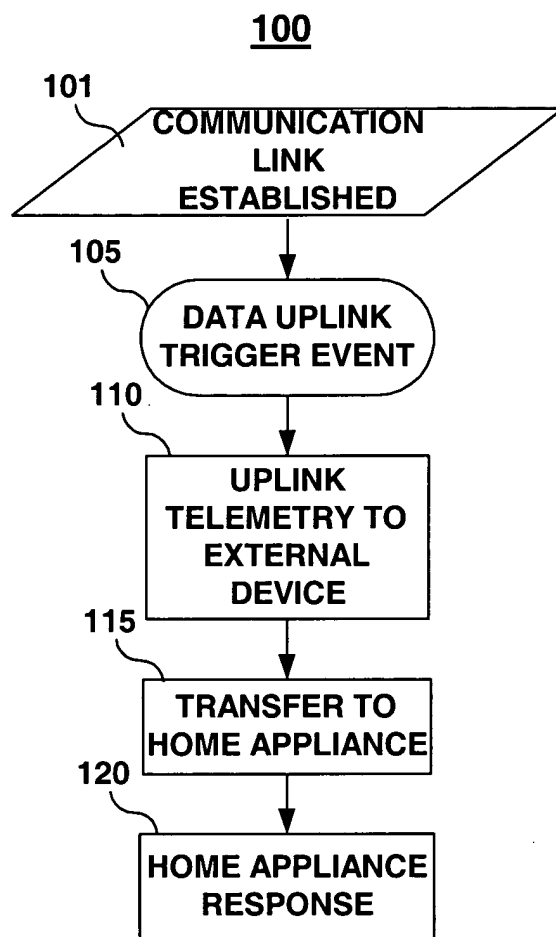 100
101
COMMUNICATION
LINK
ESTABLISHED
105
DATA UPLINK
TRIGGER EVENT
110
UPLINK
TELEMETRY TO
EXTERNAL
DEVICE
115
TRANSFER TO
HOME APPLIANCE
120
HOME APPLIANCE
RESPONSE